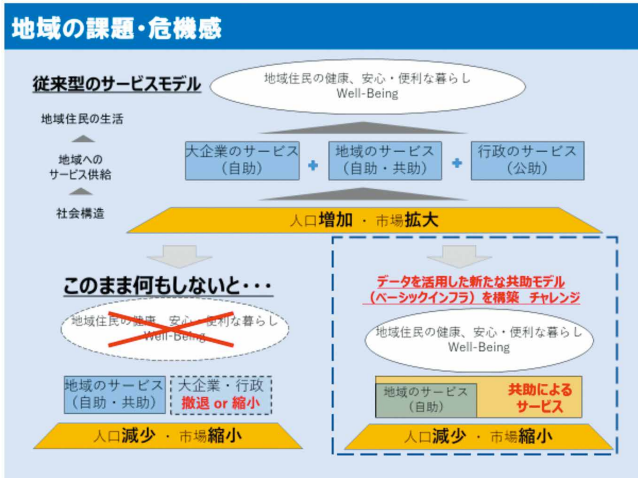 地域の課題・危機感
従来型のサービスモデル
地域住民の健康、安心・便利な暮らし
Well-Being
地域住民の生活
地域への
サービス供給
社会構造
大企業のサービス
（自助）
+
地域のサービス
（自助・共助）
+
行政のサービス
（公助）
人口増加 ・ 市場拡大
このまま何もしないと・・・
地域住民の健康、安心・便利な暮らし
Well-Being
地域のサービス
（自助・共助）
大企業・行政
撤退 or 縮小
人口減少 ・ 市場縮小
データを活用した新たな共助モデル
（ベーシックインフラ）を構築 チャレンジ
地域住民の健康、安心・便利な暮らし
Well-Being
地域のサービス
（自助）
共助による
サービス
人口減少 ・ 市場縮小